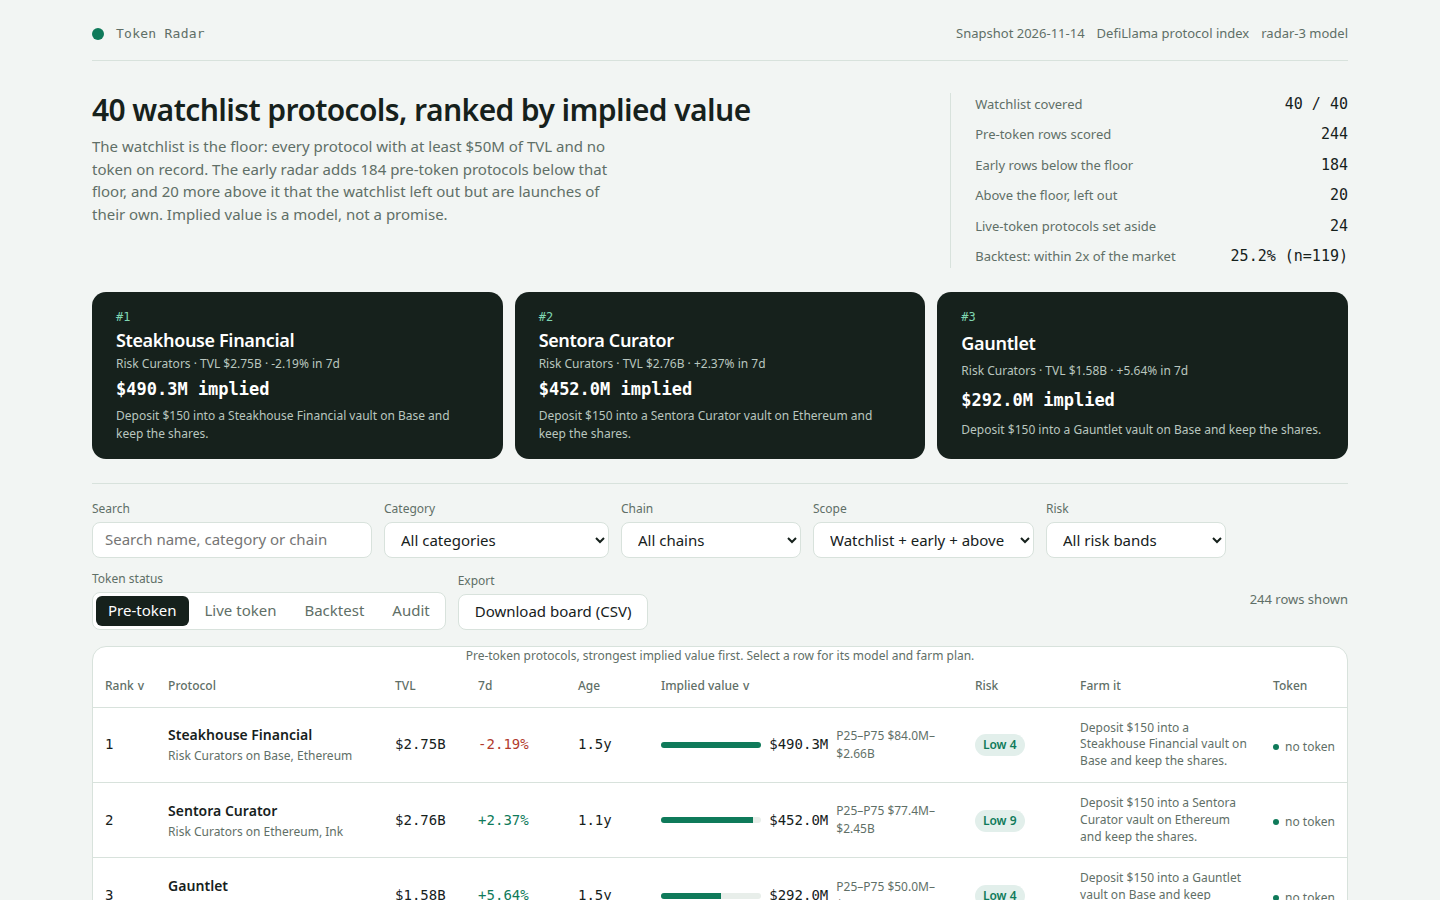 Token Radar
Snapshot 2026-11-14 DefiLlama protocol index radar-3 model
40 watchlist protocols, ranked by implied value
The watchlist is the floor: every protocol with at least $50M of TVL and no
token on record. The early radar adds 184 pre-token protocols below that
floor, and 20 more above it that the watchlist left out but are launches of
their own. Implied value is a model, not a promise.
Watchlist covered 40 / 40
Pre-token rows scored 244
Early rows below the floor 184
Above the floor, left out 20
Live-token protocols set aside 24
Backtest: within 2x of the market 25.2% (n=119)
#1
Steakhouse Financial
Risk Curators · TVL $2.75B · -2.19% in 7d
$490.3M implied
Deposit $150 into a Steakhouse Financial vault on Base and
keep the shares.
#2
Sentora Curator
Risk Curators · TVL $2.76B · +2.37% in 7d
$452.0M implied
Deposit $150 into a Sentora Curator vault on Ethereum and
keep the shares.
#3
Gauntlet
Risk Curators · TVL $1.58B · +5.64% in 7d
$292.0M implied
Deposit $150 into a Gauntlet vault on Base and keep the shares.
Search Category Chain Scope Risk
Search name, category or chain All categories All chains Watchlist + early + above All risk bands
Token status Export
Pre-token Live token Backtest Audit Download board (CSV) 244 rows shown
Pre-token protocols, strongest implied value first. Select a row for its model and farm plan.
Rank v Protocol TVL 7d Age Implied value v Risk Farm it Token
1
Steakhouse Financial
Risk Curators on Base, Ethereum
$2.75B -2.19% 1.5y $490.3M
P25–P75 $84.0M–
$2.66B
Low 4
Deposit $150 into a
Steakhouse Financial vault on
Base and keep the shares.
no token
2
Sentora Curator
Risk Curators on Ethereum, Ink
$2.76B +2.37% 1.1y $452.0M
P25–P75 $77.4M–
$2.45B
Low 9
Deposit $150 into a Sentora
Curator vault on Ethereum
and keep the shares.
no token
3
Gauntlet
$1.58B +5.64% 1.5y $292.0M
P25–P75 $50.0M–
Low 4
Deposit $150 into a Gauntlet
vault on Base and keep
no token